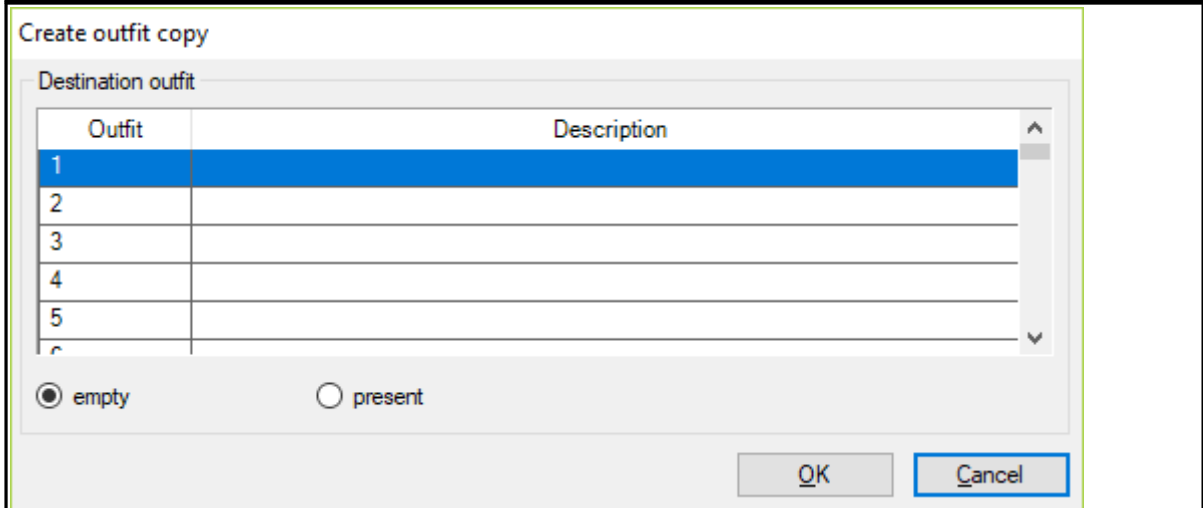 Create outfit copy
Destination outfit
Outfit Description
1
2
3
4
5
empty present
OK Cancel